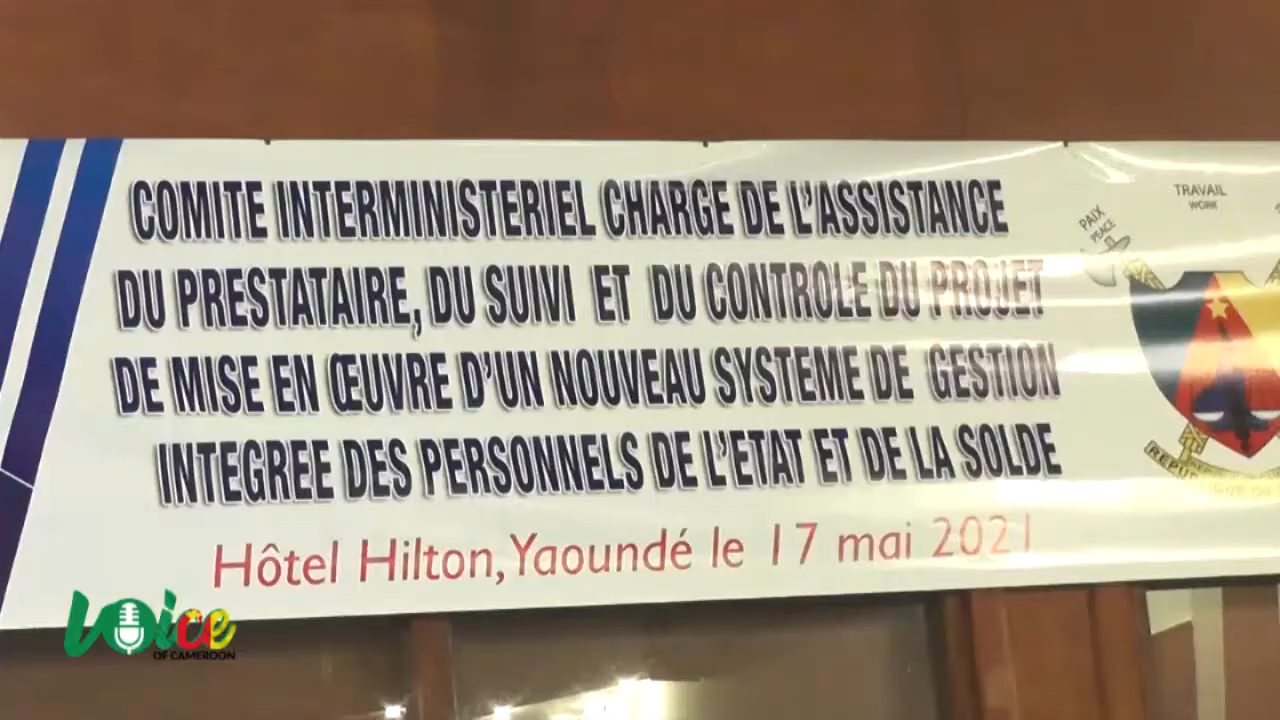 COMITE INTERMINISTERIEL CHARGE DE L'ASSISTANCE
DU PRESTATAIRE, DU SUIVI ET DU CONTROLE DU PROJET
DE MISE EN ŒUVRE D'UN NOUVEAU SYSTEME DE GESTION
INTEGREE DES PERSONNELS DE L'ETAT ET DE LA SOLDE
Hôtel Hilton, Yaoundé le 17 mai 2021
TRAVAIL
WORK
PAIX
PEACE
Voice
OF CAMEROON